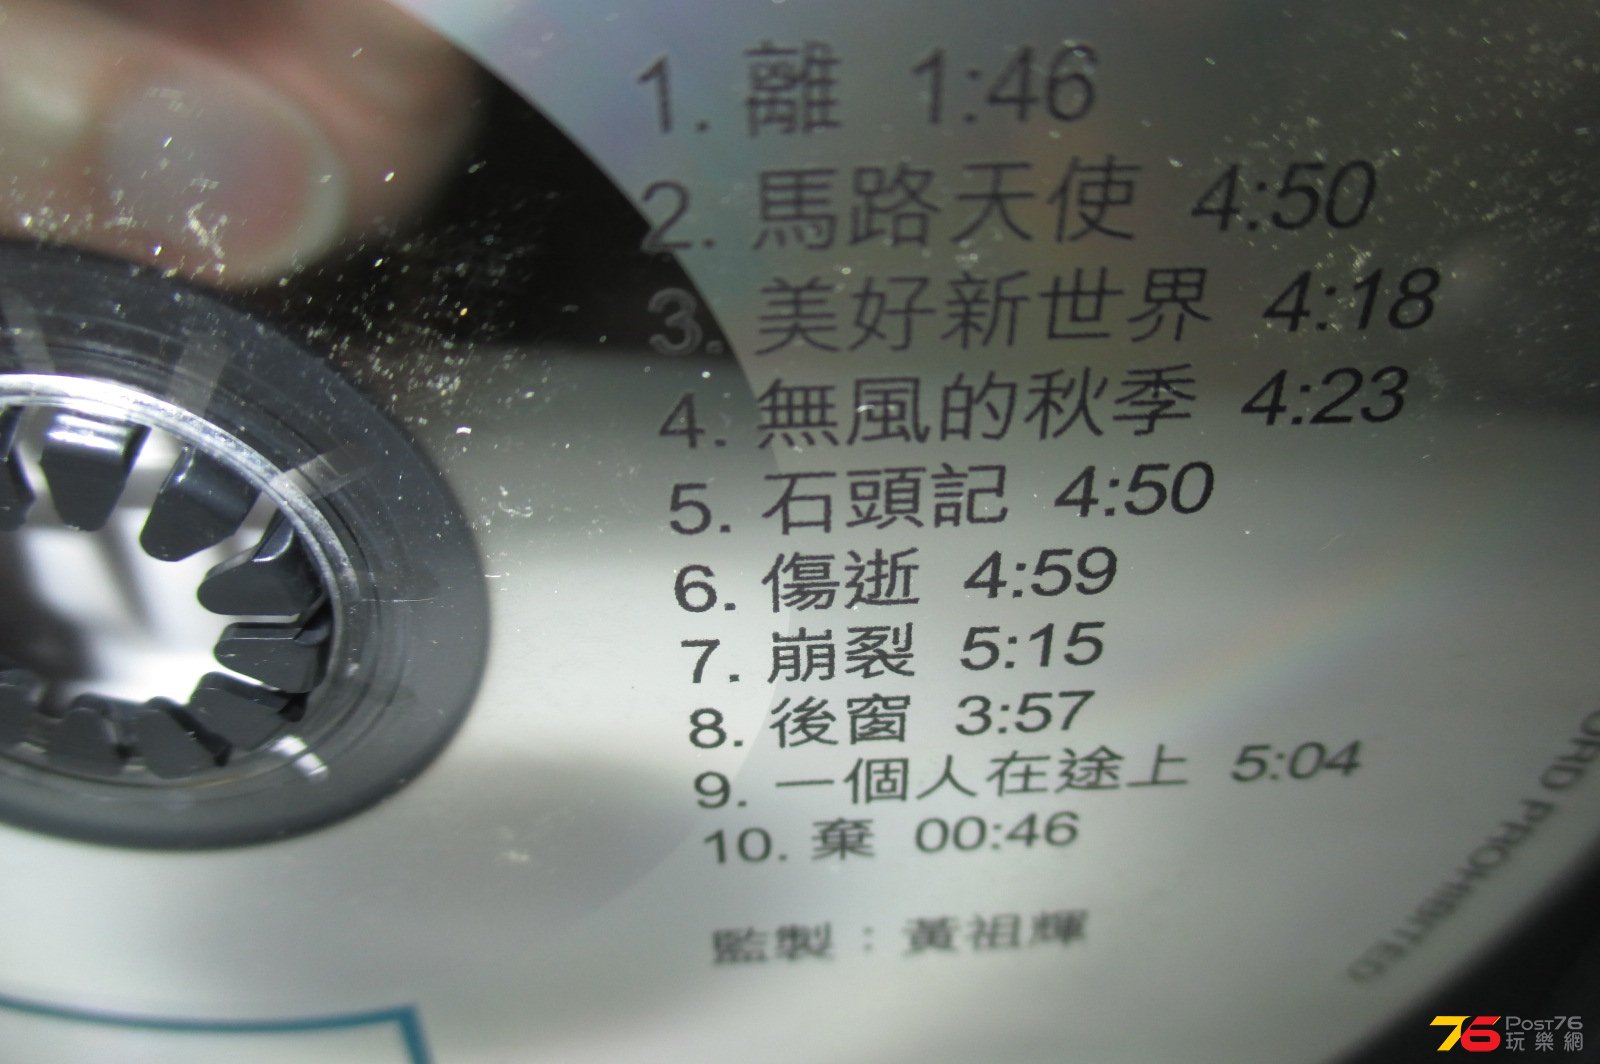 1. 離 1:46
2. 馬路天使 4:50
3. 美好新世界 4:18
4. 無風的秋季 4:23
5. 石頭記 4:50
6. 傷逝 4:59
7. 崩裂 5:15
8. 後窗 3:57
9. 一個人在途上 5:04
10. 棄 00:46
監製：黃祖輝
ORD PROHIBITED
76 Post76
玩樂網